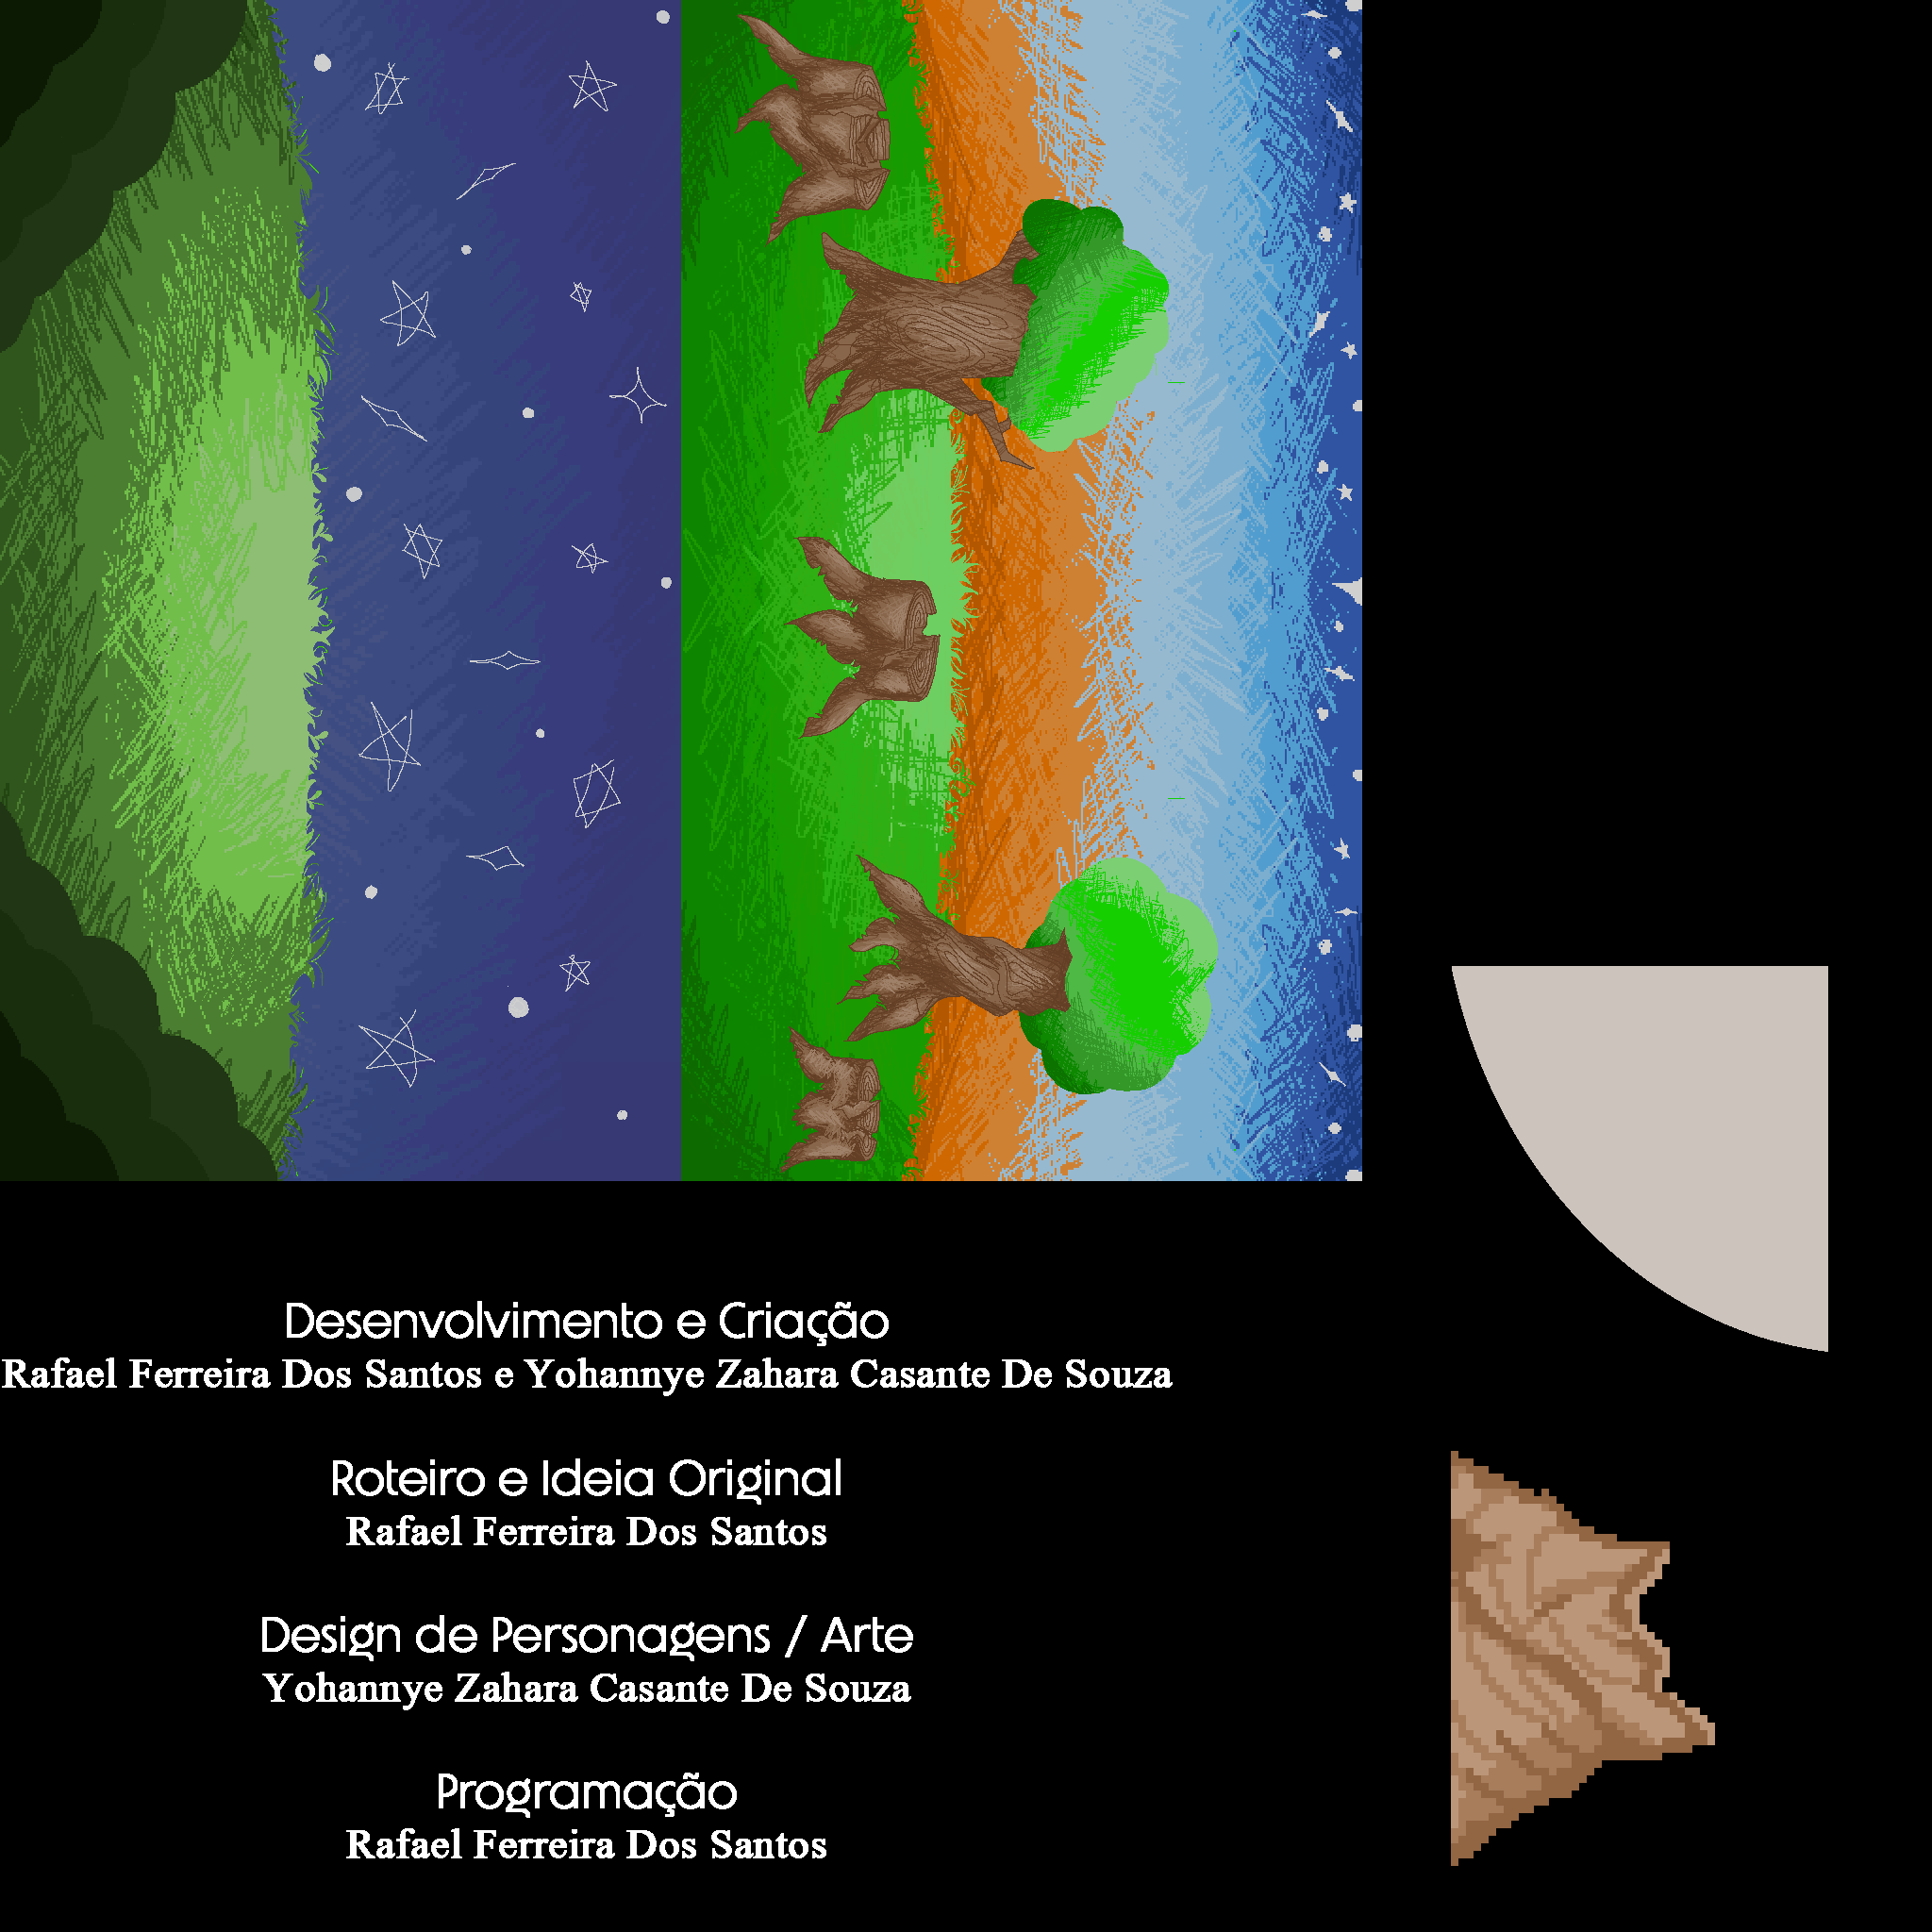 Desenvolvimento e Criação
Rafael Ferreira Dos Santos e Yohannye Zahara Casante De Souza
Roteiro e Ideia Original
Rafael Ferreira Dos Santos
Design de Personagens / Arte
Yohannye Zahara Casante De Souza
Programação
Rafael Ferreira Dos Santos